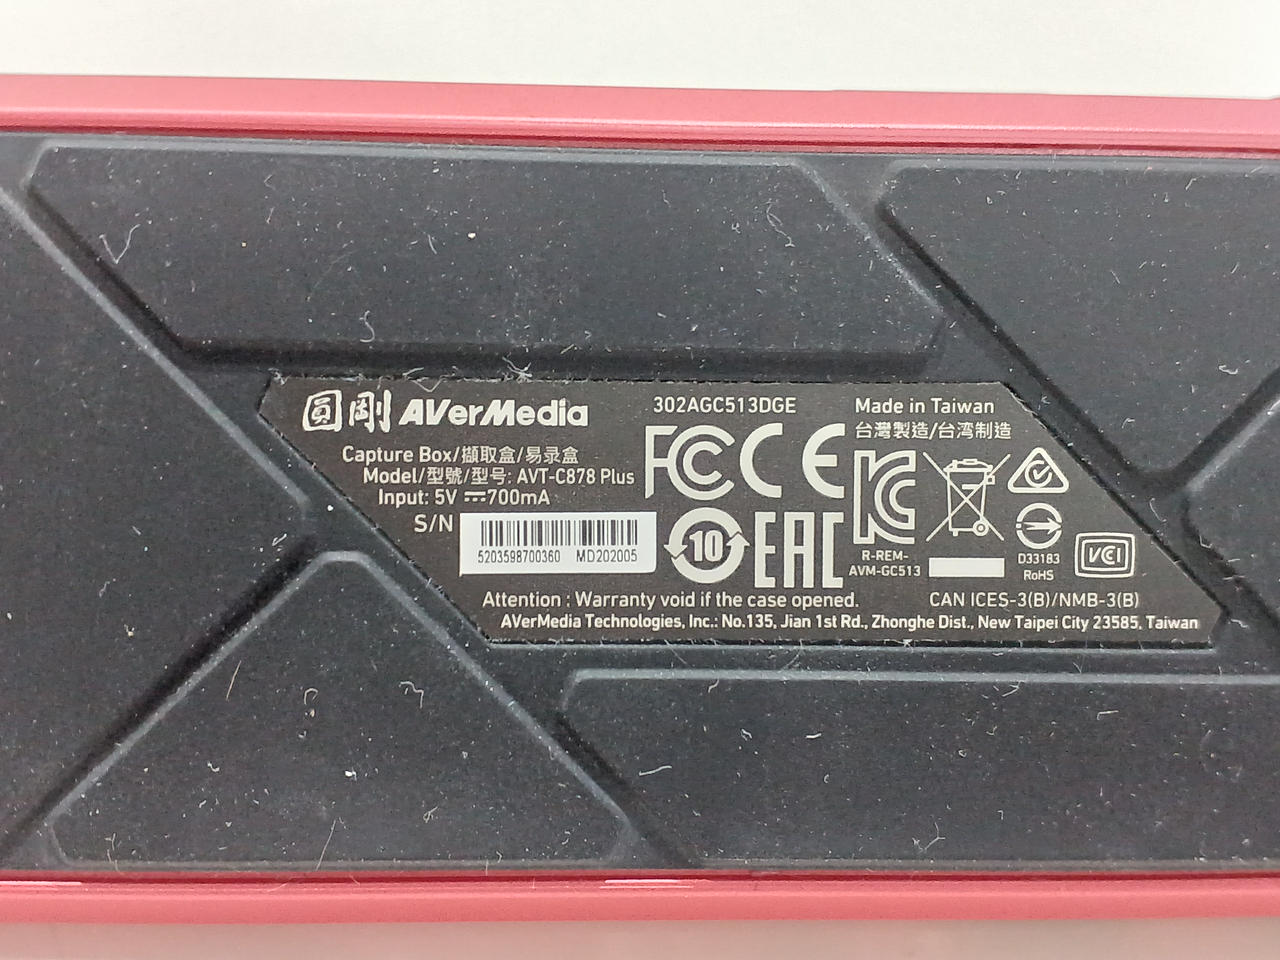 圓剛 AVerMedia
302AGC513DGE
Made in Taiwan
台灣製造/台湾制造
Capture Box/擷取盒/易录盒
Model/型號/型号: AVT-C878 Plus
Input: 5V 700mA
S/N
5203598700360 MD202005
FCC CE
10 EAC
R-REM-
AVM-GC513
D33183
RoHS
VCCI
CAN ICES-3(B)/NMB-3(B)
Attention : Warranty void if the case opened.
AVerMedia Technologies, Inc.: No.135, Jian 1st Rd., Zhonghe Dist., New Taipei City 23585, Taiwan